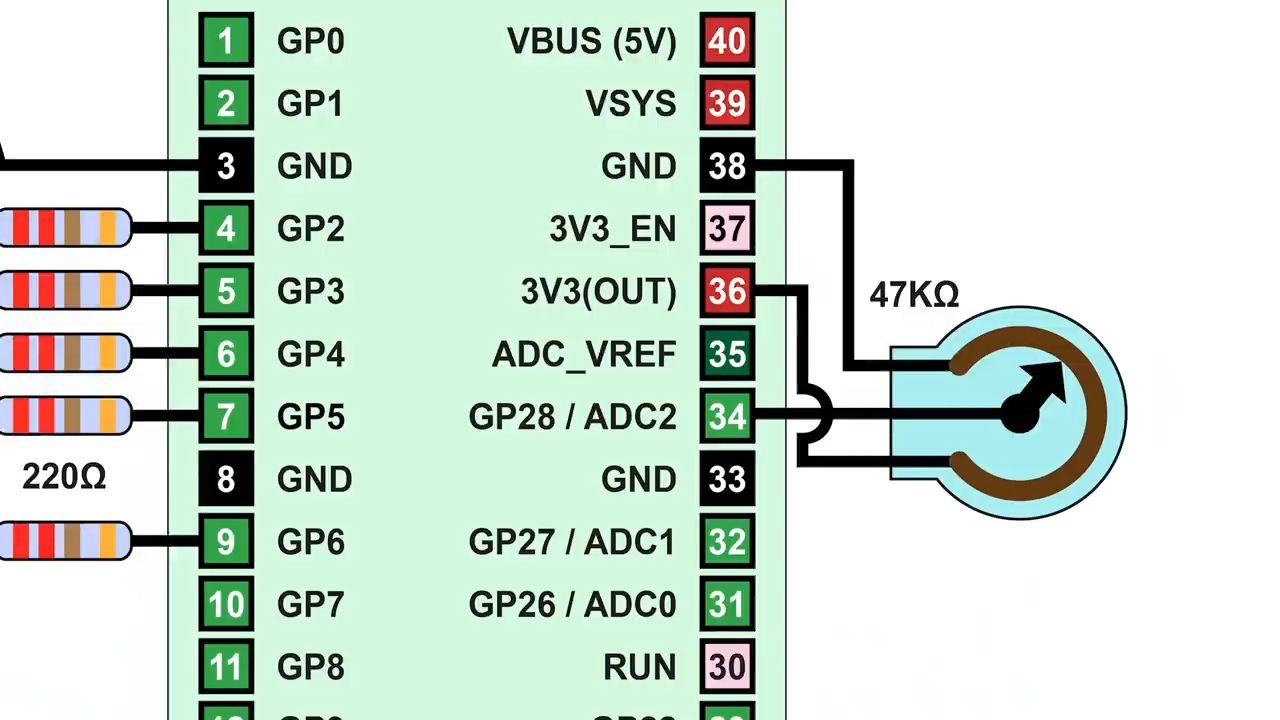 1 GP0 VBUS (5V) 40
2 GP1 VSYS 39
3 GND GND 38
4 GP2 3V3_EN 37
5 GP3 3V3(OUT) 36
47KΩ
6 GP4 ADC_VREF 35
7 GP5 GP28 / ADC2 34
220Ω
8 GND GND 33
9 GP6 GP27 / ADC1 32
10 GP7 GP26 / ADC0 31
11 GP8 RUN 30